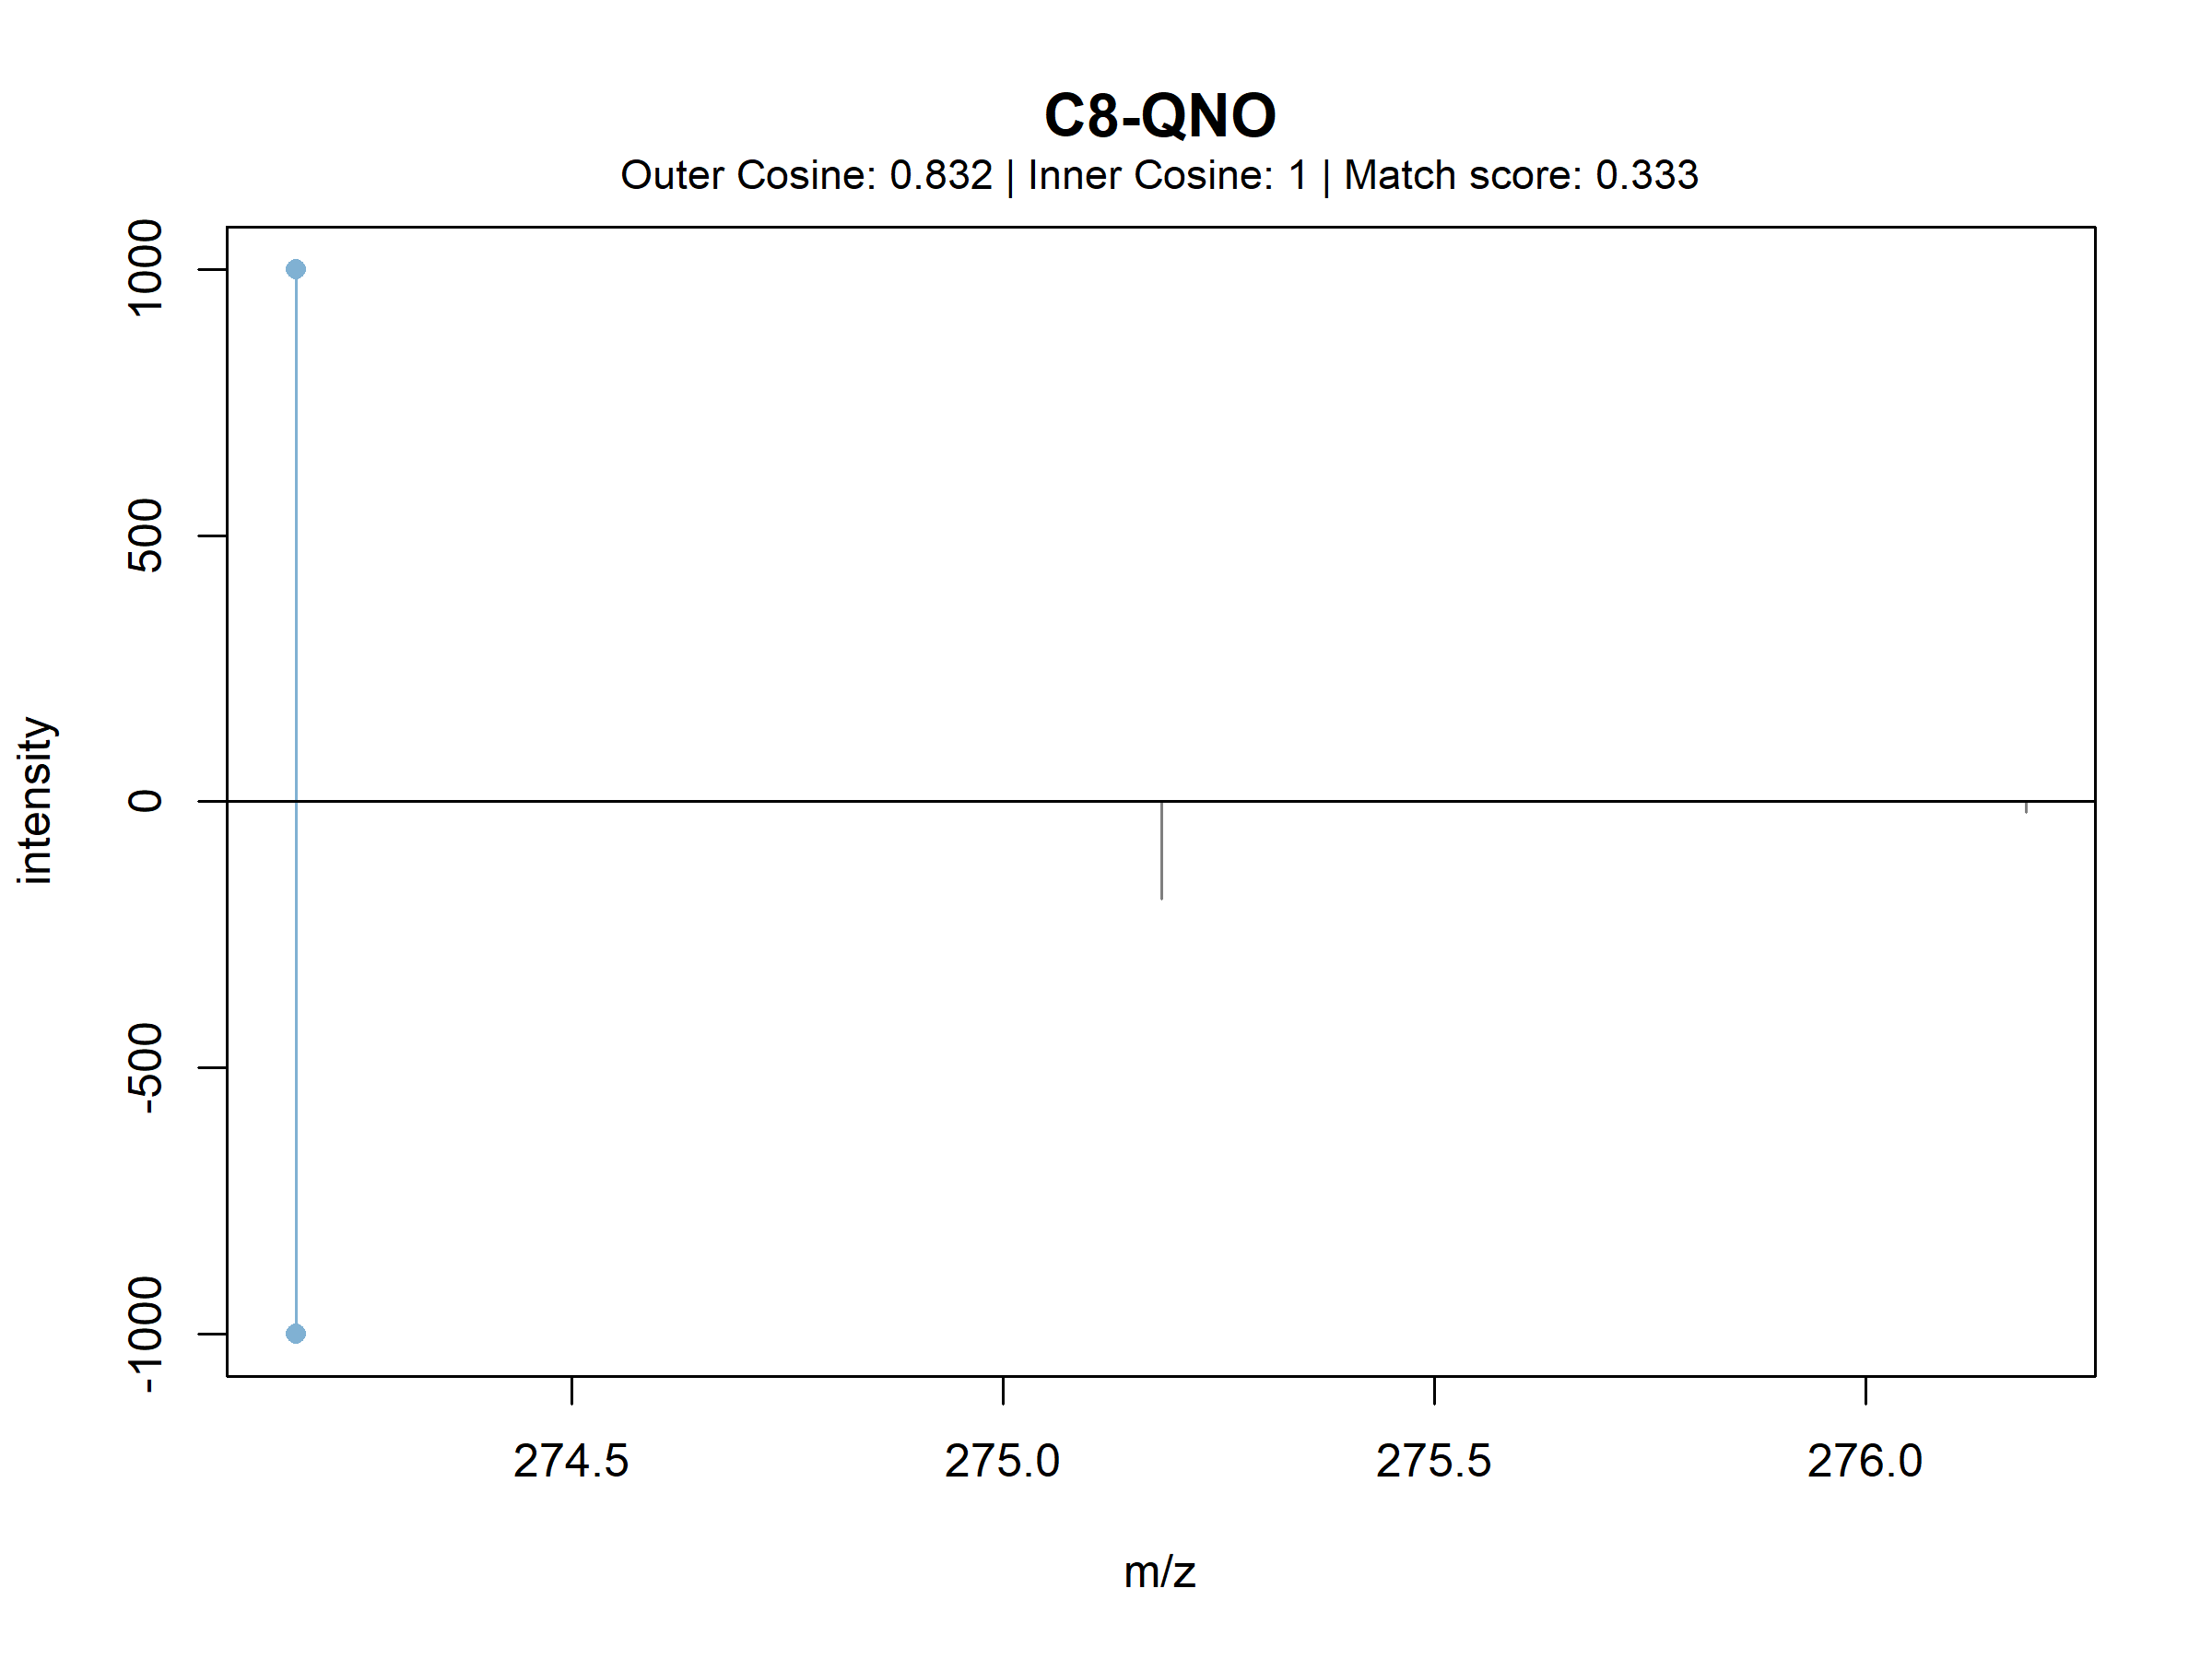 C8-QNO
Outer Cosine: 0.832 | Inner Cosine: 1 | Match score: 0.333
1000
500
0
-500
-1000
intensity
274.5 275.0 275.5 276.0
m/z